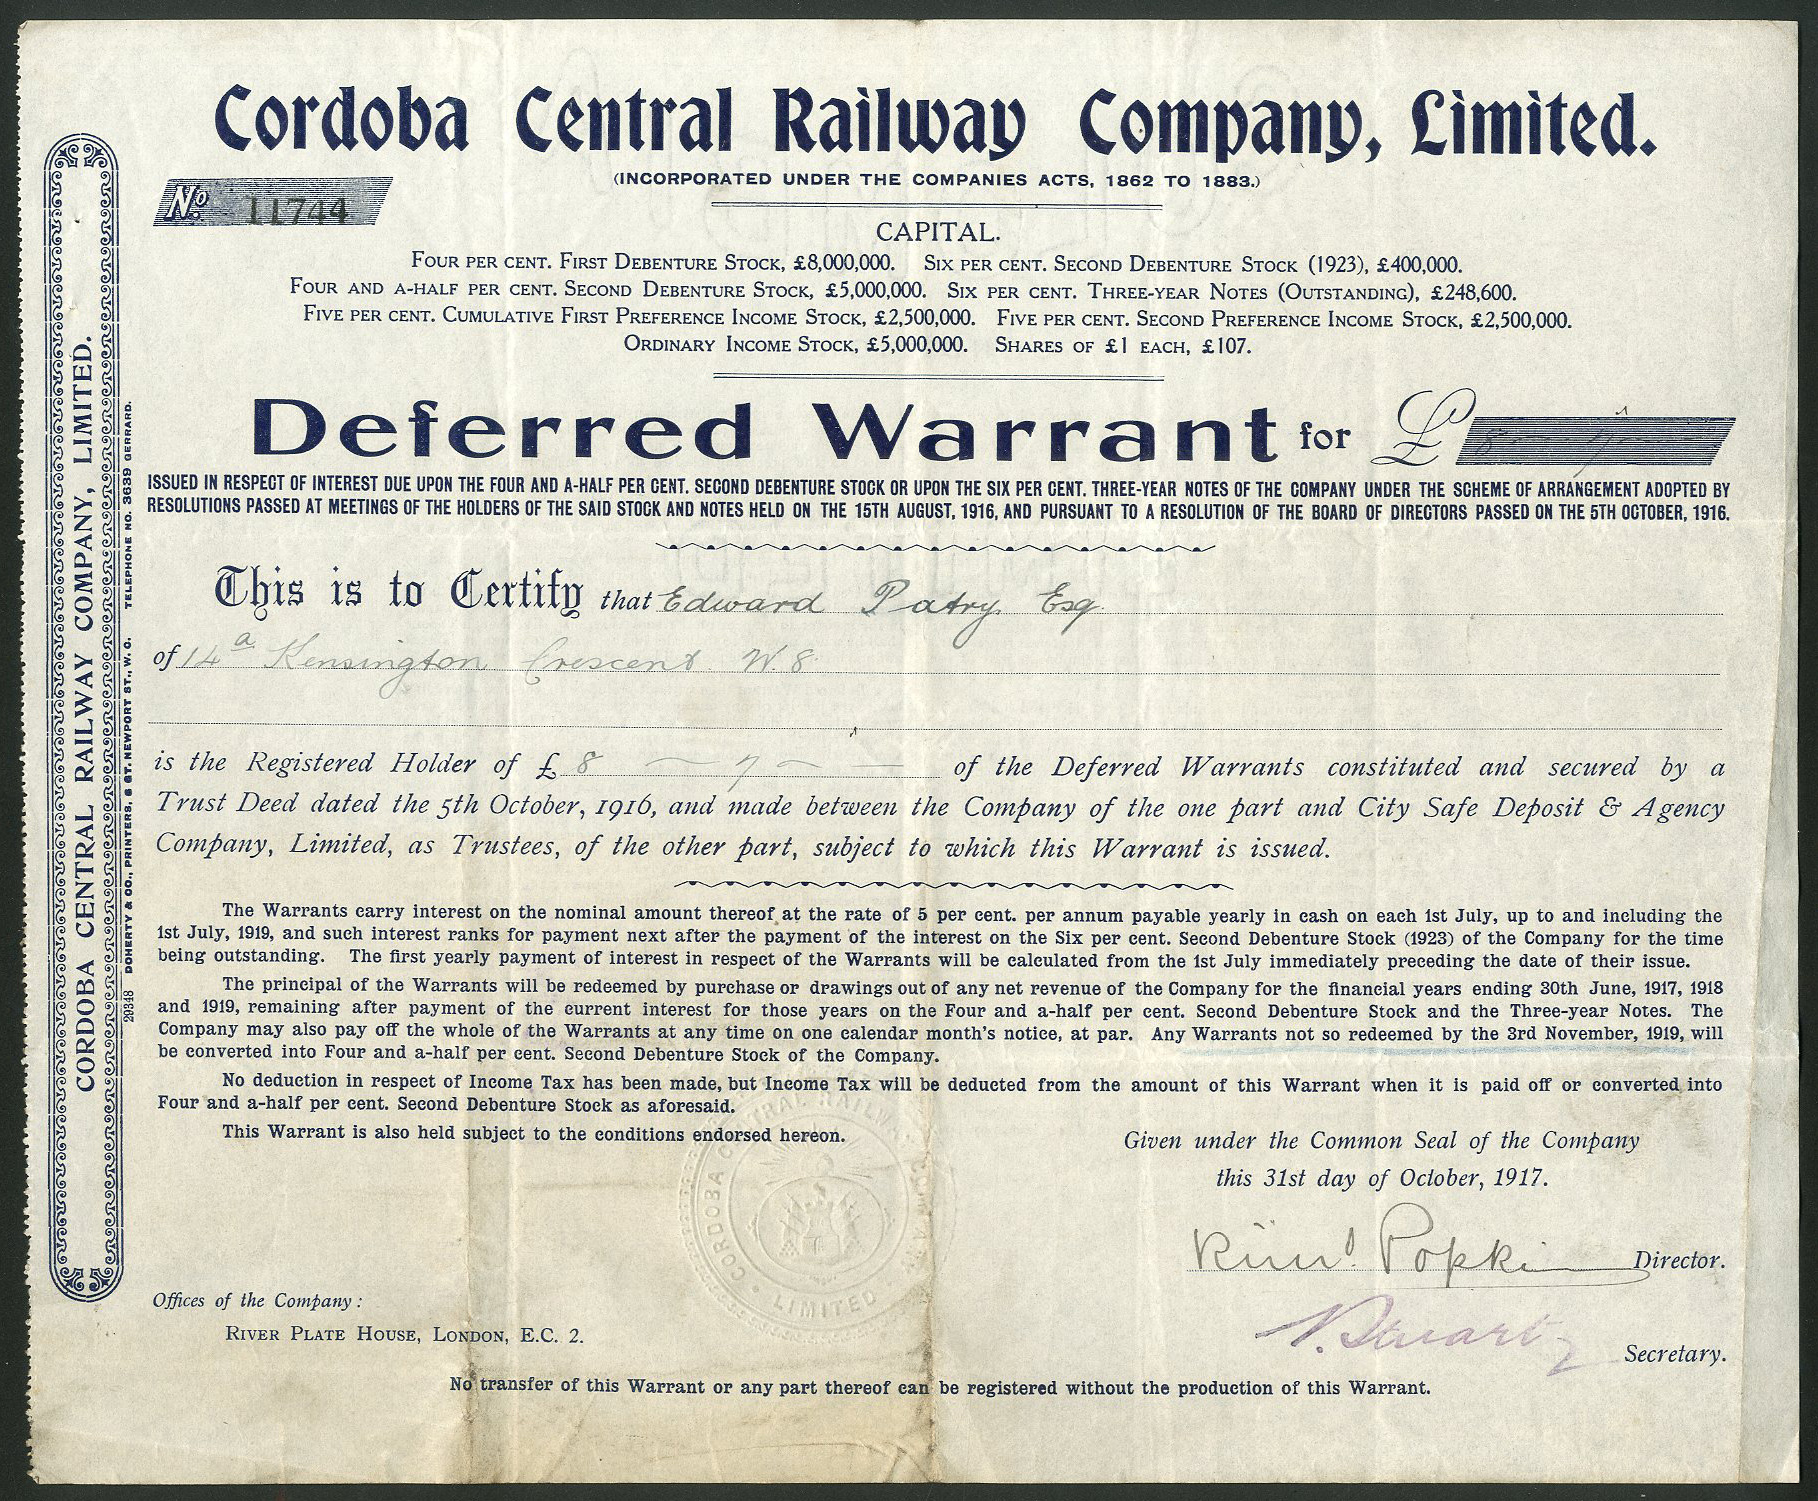 Cordoba Central Railway Company, Limited.
(INCORPORATED UNDER THE COMPANIES ACTS, 1862 TO 1883.)
No. 11744
CAPITAL.
FOUR PER CENT. FIRST DEBENTURE STOCK, £8,000,000. SIX PER CENT. SECOND DEBENTURE STOCK (1923), £400,000.
FOUR AND A-HALF PER CENT. SECOND DEBENTURE STOCK, £5,000,000. SIX PER CENT. THREE-YEAR NOTES (OUTSTANDING), £248,600.
FIVE PER CENT. CUMULATIVE FIRST PREFERENCE INCOME STOCK, £2,500,000. FIVE PER CENT. SECOND PREFERENCE INCOME STOCK, £2,500,000.
ORDINARY INCOME STOCK, £5,000,000. SHARES OF £1 EACH, £107.
Deferred Warrant for £ 8 – 7 –
ISSUED IN RESPECT OF INTEREST DUE UPON THE FOUR AND A-HALF PER CENT. SECOND DEBENTURE STOCK OR UPON THE SIX PER CENT. THREE-YEAR NOTES OF THE COMPANY UNDER THE SCHEME OF ARRANGEMENT ADOPTED BY
RESOLUTIONS PASSED AT MEETINGS OF THE HOLDERS OF THE SAID STOCK AND NOTES HELD ON THE 15TH AUGUST, 1916, AND PURSUANT TO A RESOLUTION OF THE BOARD OF DIRECTORS PASSED ON THE 5TH OCTOBER, 1916.
This is to Certify that Edward Patry Esq.
of 14a Kensington Crescent W.8.
is the Registered Holder of £ 8 — 7 — — of the Deferred Warrants constituted and secured by a
Trust Deed dated the 5th October, 1916, and made between the Company of the one part and City Safe Deposit & Agency
Company, Limited, as Trustees, of the other part, subject to which this Warrant is issued.
The Warrants carry interest on the nominal amount thereof at the rate of 5 per cent. per annum payable yearly in cash on each 1st July, up to and including the
1st July, 1919, and such interest ranks for payment next after the payment of the interest on the Six per cent. Second Debenture Stock (1923) of the Company for the time
being outstanding. The first yearly payment of interest in respect of the Warrants will be calculated from the 1st July immediately preceding the date of their issue.
The principal of the Warrants will be redeemed by purchase or drawings out of any net revenue of the Company for the financial years ending 30th June, 1917, 1918
and 1919, remaining after payment of the current interest for those years on the Four and a-half per cent. Second Debenture Stock and the Three-year Notes. The
Company may also pay off the whole of the Warrants at any time on one calendar month's notice, at par. Any Warrants not so redeemed by the 3rd November, 1919, will
be converted into Four and a-half per cent. Second Debenture Stock of the Company.
No deduction in respect of Income Tax has been made, but Income Tax will be deducted from the amount of this Warrant when it is paid off or converted into
Four and a-half per cent. Second Debenture Stock as aforesaid.
This Warrant is also held subject to the conditions endorsed hereon.
Given under the Common Seal of the Company
this 31st day of October, 1917.
Popkin Director.
Stuart Secretary.
CORDOBA CENTRAL RAILWAY COMPANY LIMITED
Offices of the Company:
RIVER PLATE HOUSE, LONDON, E.C. 2.
No transfer of this Warrant or any part thereof can be registered without the production of this Warrant.
CORDOBA CENTRAL RAILWAY COMPANY, LIMITED.
29348 DOHERTY & CO., PRINTERS, 6 GT. NEWPORT ST., W. C. TELEPHONE NO. 3639 GERRARD.